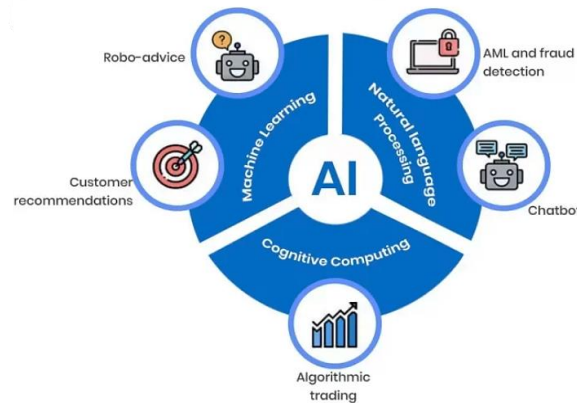 Robo-advice
?
AML and fraud
detection
Machine Learning
Natural language
Processing
AI
Customer
recommendations
Chatbot
Cognitive Computing
Algorithmic
trading